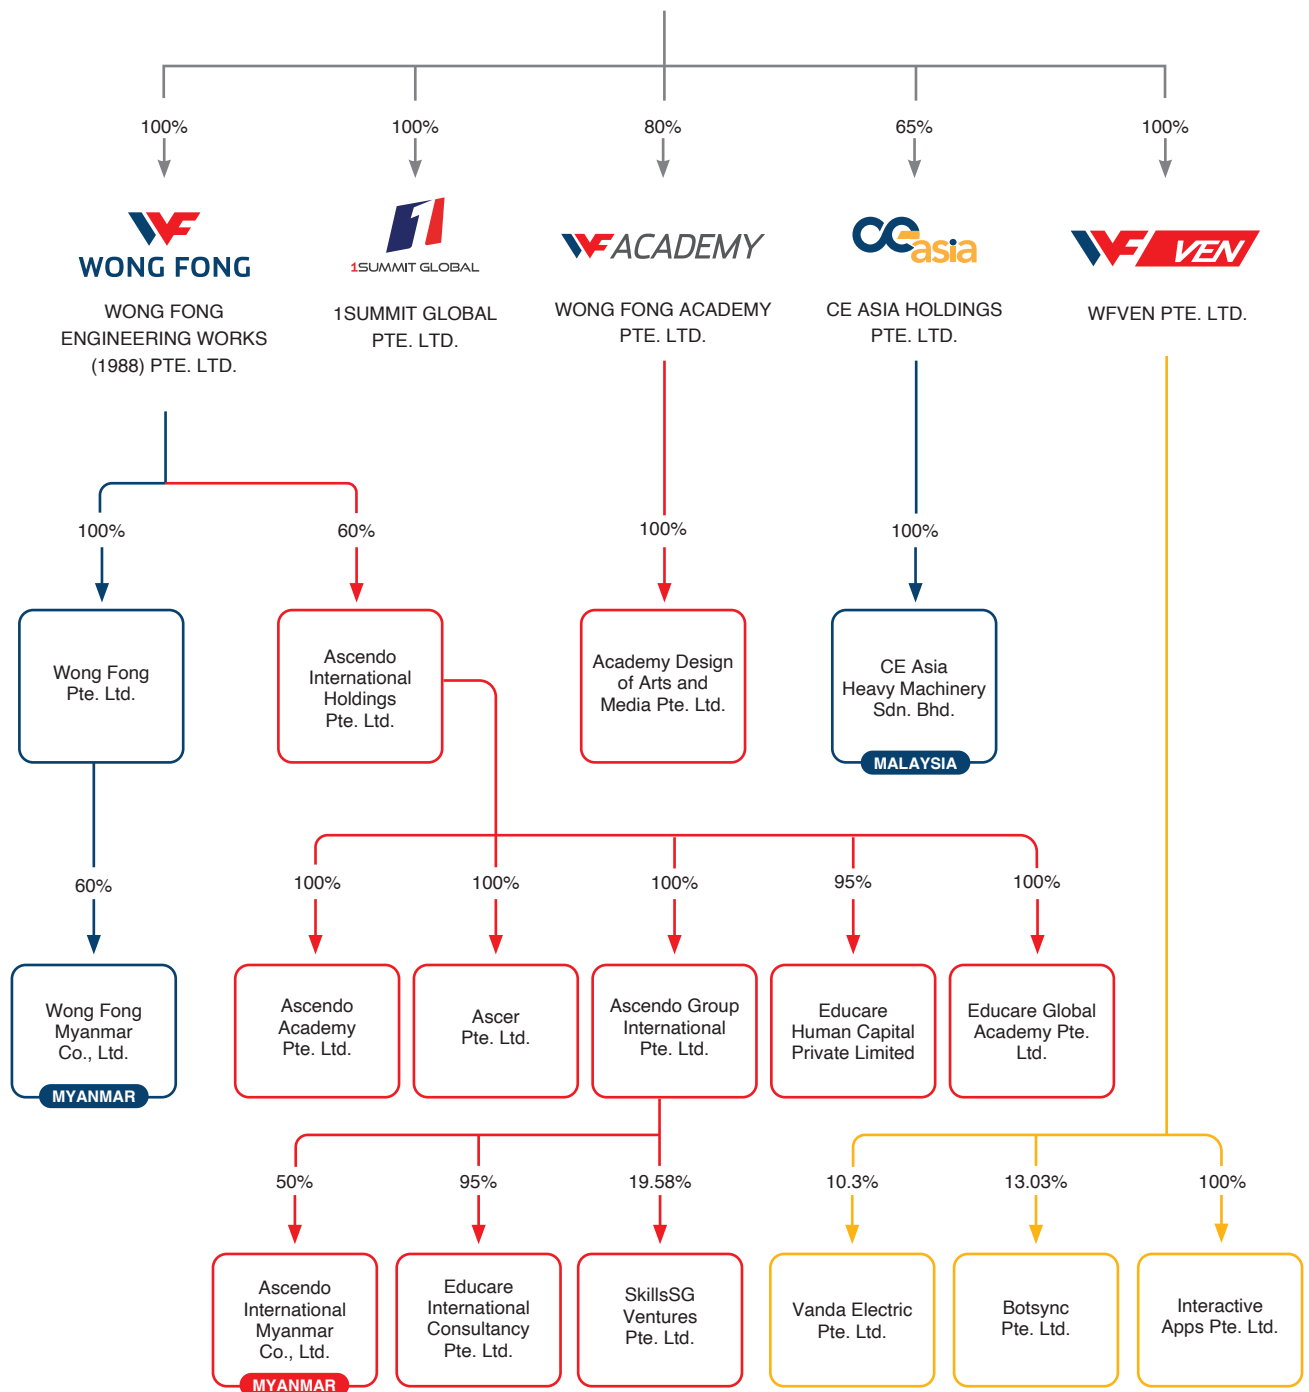 100%
100%
80%
65%
100%
WF
WONG FONG
1
1SUMMIT GLOBAL
WF ACADEMY
CE asia
WF VEN
WONG FONG
ENGINEERING WORKS
(1988) PTE. LTD.
1SUMMIT GLOBAL
PTE. LTD.
WONG FONG ACADEMY
PTE. LTD.
CE ASIA HOLDINGS
PTE. LTD.
WFVEN PTE. LTD.
100%
60%
100%
100%
Wong Fong
Pte. Ltd.
Ascendo
International
Holdings
Pte. Ltd.
Academy Design
of Arts and
Media Pte. Ltd.
CE Asia
Heavy Machinery
Sdn. Bhd.
MALAYSIA
60%
100%
100%
100%
95%
100%
Wong Fong
Myanmar
Co., Ltd.
MYANMAR
Ascendo
Academy
Pte. Ltd.
Ascer
Pte. Ltd.
Ascendo Group
International
Pte. Ltd.
Educare
Human Capital
Private Limited
Educare Global
Academy Pte.
Ltd.
50%
95%
19.58%
10.3%
13.03%
100%
Ascendo
International
Myanmar
Co., Ltd.
MYANMAR
Educare
International
Consultancy
Pte. Ltd.
SkillsSG
Ventures
Pte. Ltd.
Vanda Electric
Pte. Ltd.
Botsync
Pte. Ltd.
Interactive
Apps Pte. Ltd.